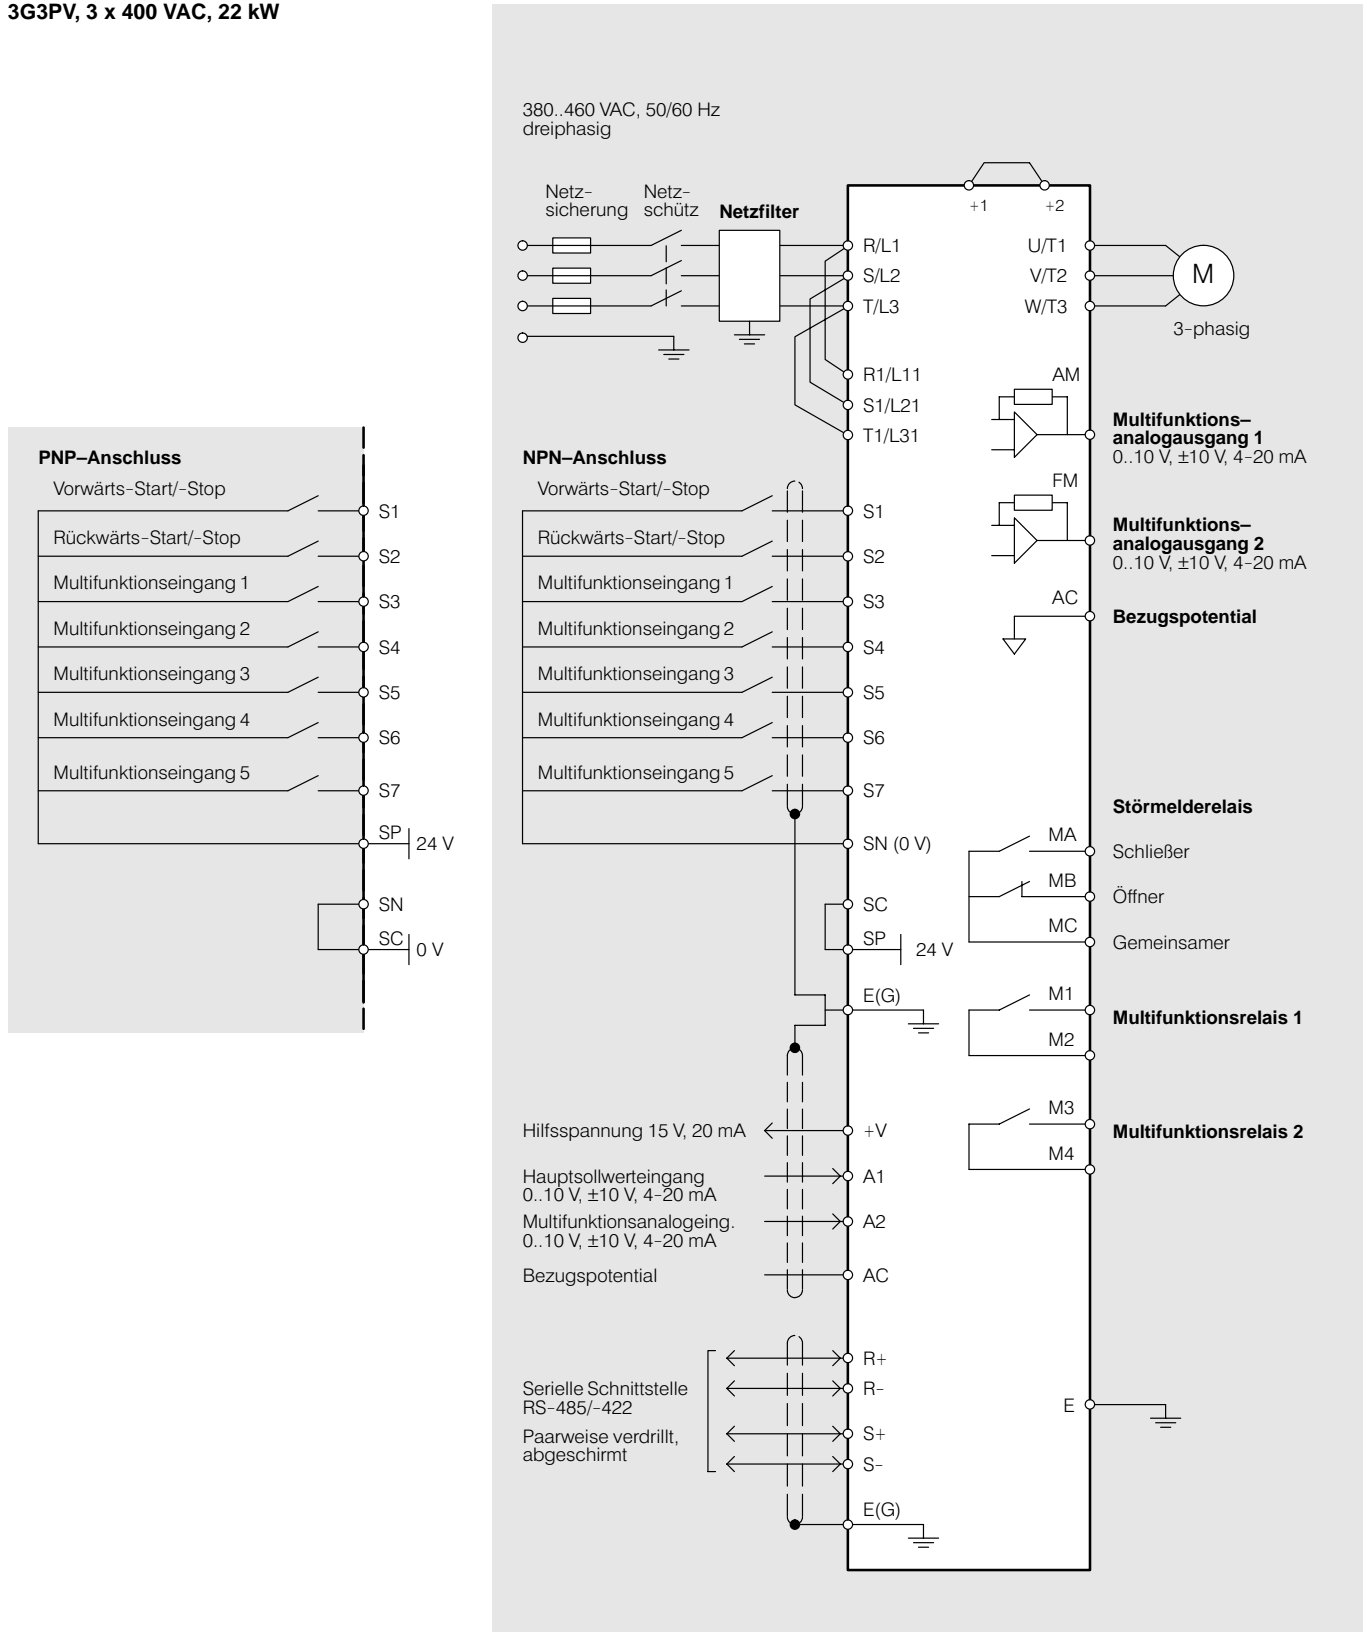 3G3PV, 3 x 400 VAC, 22 kW
380..460 VAC, 50/60 Hz
dreiphasig
Netz-
sicherung
Netz-
schütz
Netzfilter
+1
+2
R/L1
S/L2
T/L3
R1/L11
S1/L21
T1/L31
U/T1
V/T2
W/T3
M
3-phasig
AM
Multifunktions–
analogausgang 1
0..10 V, ±10 V, 4-20 mA
FM
Multifunktions–
analogausgang 2
0..10 V, ±10 V, 4-20 mA
AC
Bezugspotential
PNP–Anschluss
Vorwärts-Start/-Stop
S1
Rückwärts-Start/-Stop
S2
Multifunktionseingang 1
S3
Multifunktionseingang 2
S4
Multifunktionseingang 3
S5
Multifunktionseingang 4
S6
Multifunktionseingang 5
S7
SP
24 V
SN
SC
0 V
NPN–Anschluss
Vorwärts-Start/-Stop
S1
Rückwärts-Start/-Stop
S2
Multifunktionseingang 1
S3
Multifunktionseingang 2
S4
Multifunktionseingang 3
S5
Multifunktionseingang 4
S6
Multifunktionseingang 5
S7
SN (0 V)
SC
SP
24 V
E(G)
Störmelderelais
MA
Schließer
MB
Öffner
MC
Gemeinsamer
M1
Multifunktionsrelais 1
M2
M3
Multifunktionsrelais 2
M4
Hilfsspannung 15 V, 20 mA
+V
Hauptsollwerteingang
0..10 V, ±10 V, 4-20 mA
A1
Multifunktionsanalogeing.
0..10 V, ±10 V, 4-20 mA
A2
Bezugspotential
AC
Serielle Schnittstelle
RS-485/-422
Paarweise verdrillt,
abgeschirmt
R+
R-
S+
S-
E(G)
E